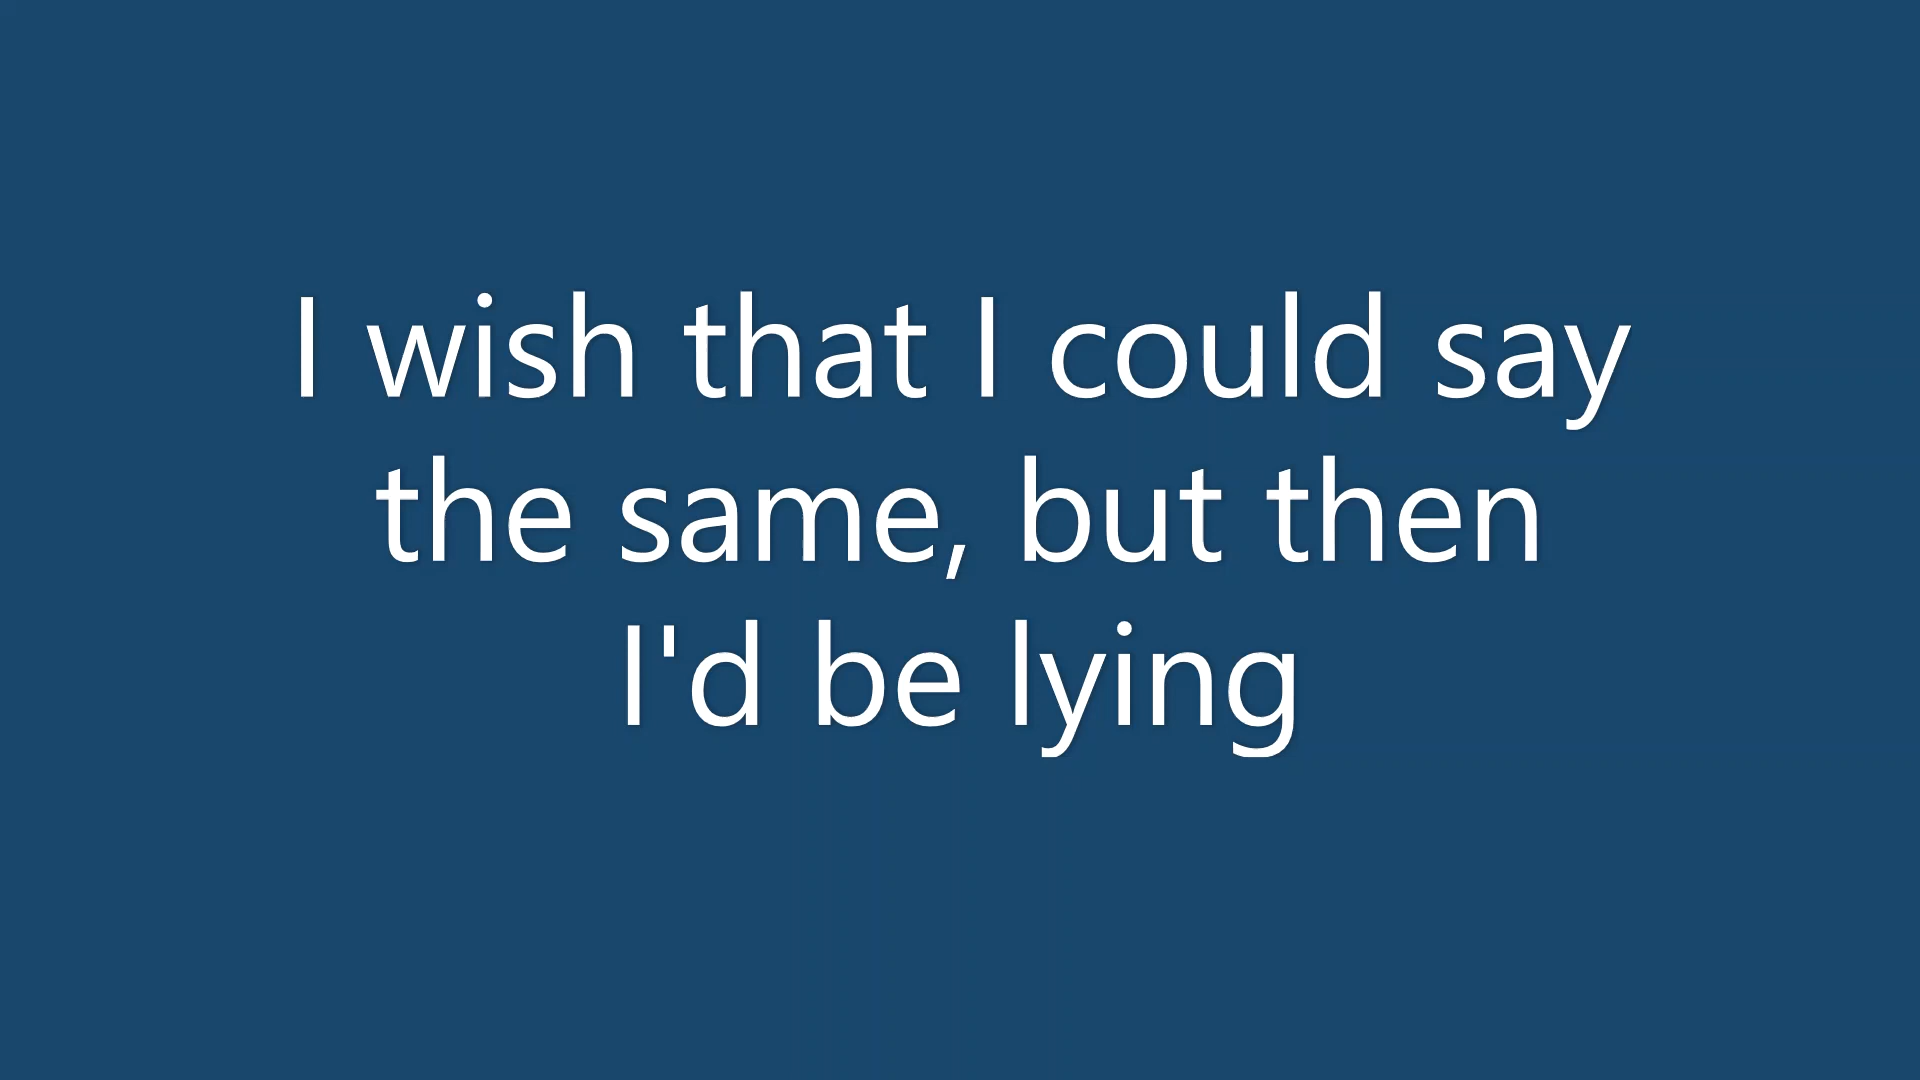 I wish that I could say
the same, but then
I'd be lying